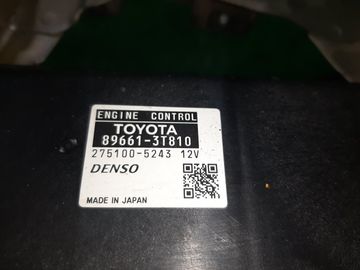 ENGINE CONTROL
TOYOTA
89661-3T810
275100-5243 12V
DENSO
MADE IN JAPAN